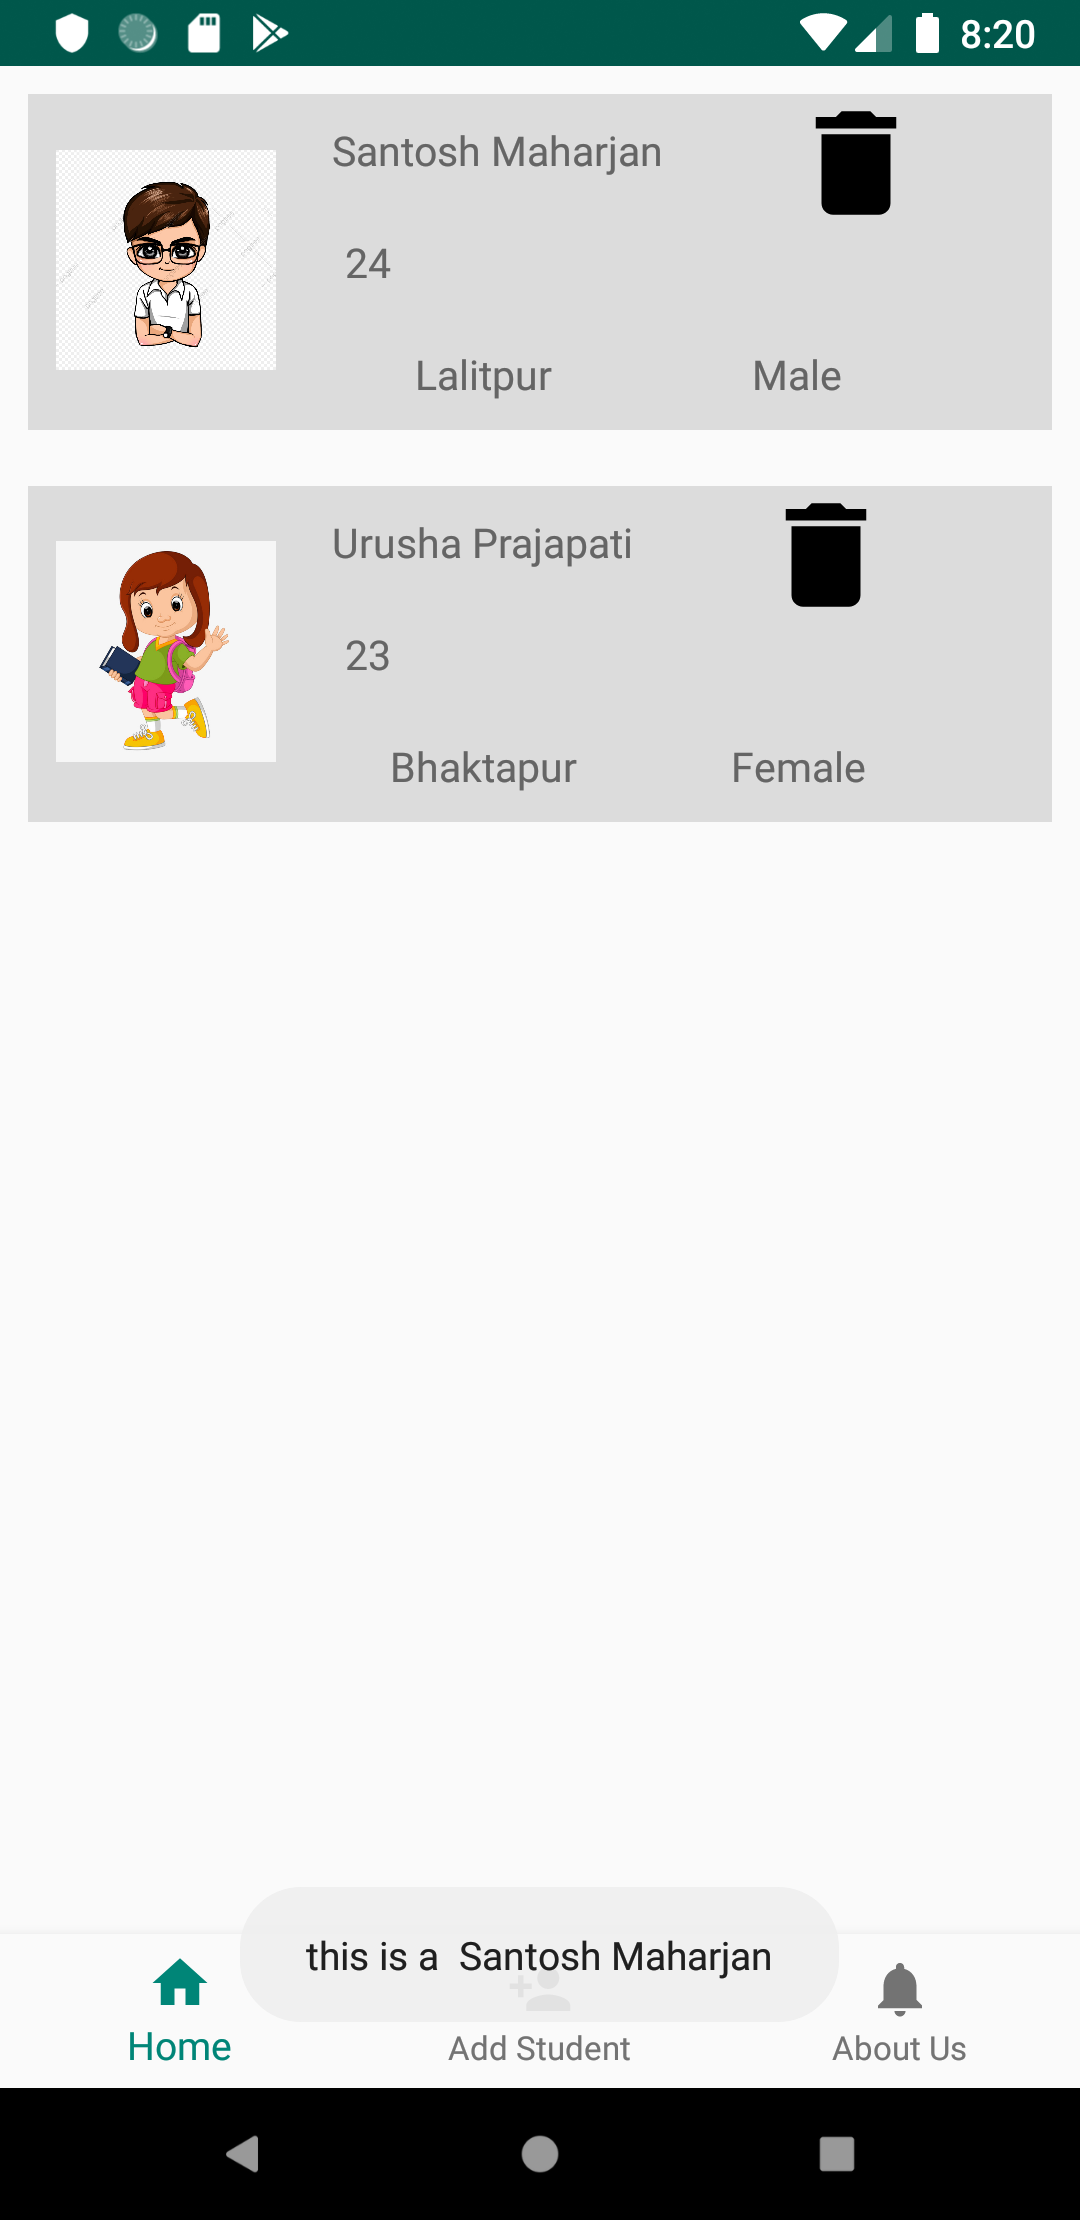 8:20
Santosh Maharjan
24
Lalitpur Male
Urusha Prajapati
23
Bhaktapur Female
this is a  Santosh Maharjan
Home Add Student About Us